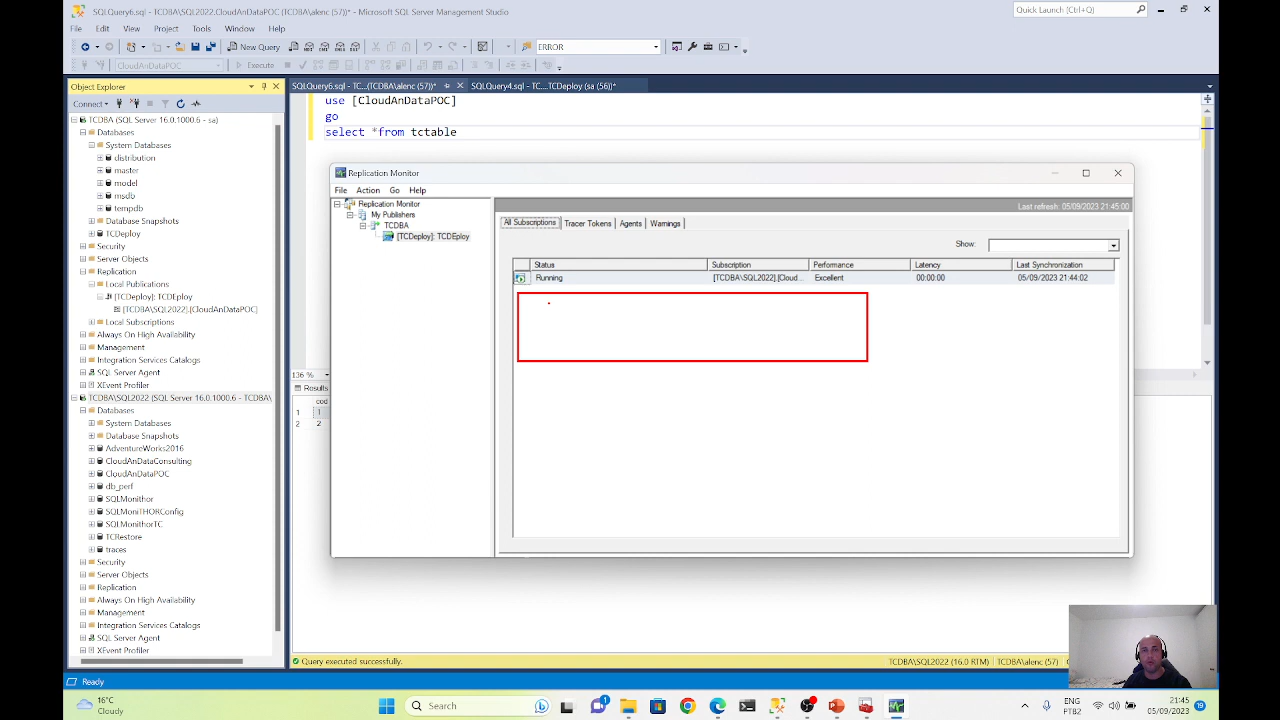 SQLQuery6.sql - TCDBA\SQL2022.CloudAnDataPOC (TCDBA\alenc (57))* - Microsoft SQL Server Management Studio
Quick Launch (Ctrl+Q)
File Edit View Project Tools Window Help
New Query
ERROR
CloudAnDataPOC
Execute
Object Explorer
Connect
TCDBA (SQL Server 16.0.1000.6 - sa)
Databases
System Databases
distribution
master
model
msdb
tempdb
Database Snapshots
TCDeploy
Security
Server Objects
Replication
Local Publications
[TCDeploy]: TCDEploy
[TCDBA\SQL2022].[CloudAnDataPOC]
Local Subscriptions
Always On High Availability
Management
Integration Services Catalogs
SQL Server Agent
XEvent Profiler
TCDBA\SQL2022 (SQL Server 16.0.1000.6 - TCDBA\
Databases
System Databases
Database Snapshots
AdventureWorks2016
CloudAnDataConsulting
CloudAnDataPOC
db_perf
SQLMonithor
SQLMoniTHORConfig
SQLMonithorTC
TCRestore
traces
Security
Server Objects
Replication
Always On High Availability
Management
Integration Services Catalogs
SQL Server Agent
XEvent Profiler
SQLQuery6.sql - TC...(TCDBA\alenc (57))*
SQLQuery4.sql - TC....TCDeploy (sa (56))*
use [CloudAnDataPOC]
go
select *from tctable
Replication Monitor
File Action Go Help
Replication Monitor
My Publishers
TCDBA
[TCDeploy]: TCDEploy
Last refresh: 05/09/2023 21:45:00
All Subscriptions Tracer Tokens Agents Warnings
Show:
Status Subscription Performance Latency Last Synchronization
Running [TCDBA\SQL2022].[Cloud... Excellent 00:00:00 05/09/2023 21:44:02
136 %
Results
cod
1 1
2 2
Query executed successfully.
TCDBA\SQL2022 (16.0 RTM) TCDBA\alenc (57)
Ready
16°C
Cloudy
Search
1
ENG
PTB2
21:45
05/09/2023
19